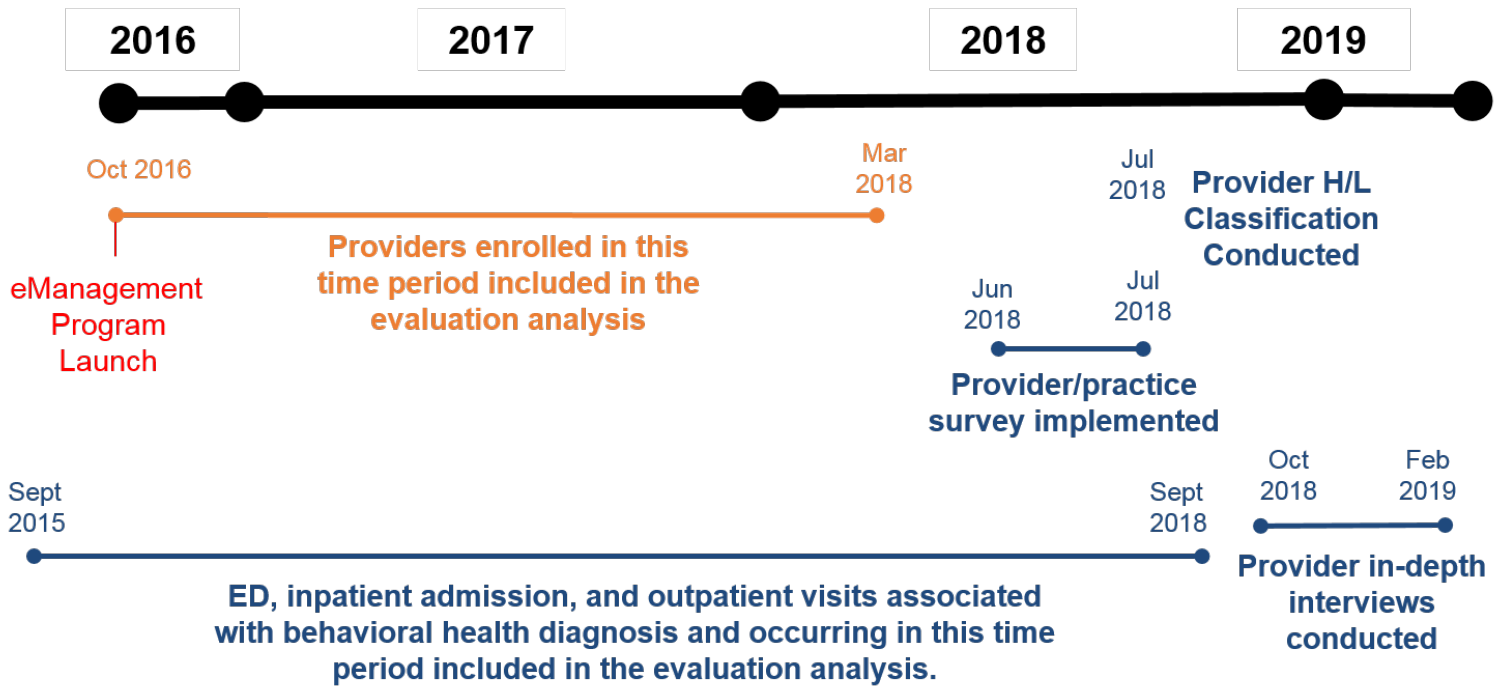 2016
2017
2018
2019
Oct 2016
Mar
2018
Jul
2018
Provider H/L
Classification
Conducted
Providers enrolled in this
time period included in the
evaluation analysis
eManagement
Program
Launch
Jun
2018
Jul
2018
Provider/practice
survey implemented
Sept
2015
Sept
2018
Oct
2018
Feb
2019
ED, inpatient admission, and outpatient visits associated
with behavioral health diagnosis and occurring in this time
period included in the evaluation analysis.
Provider in-depth
interviews
conducted